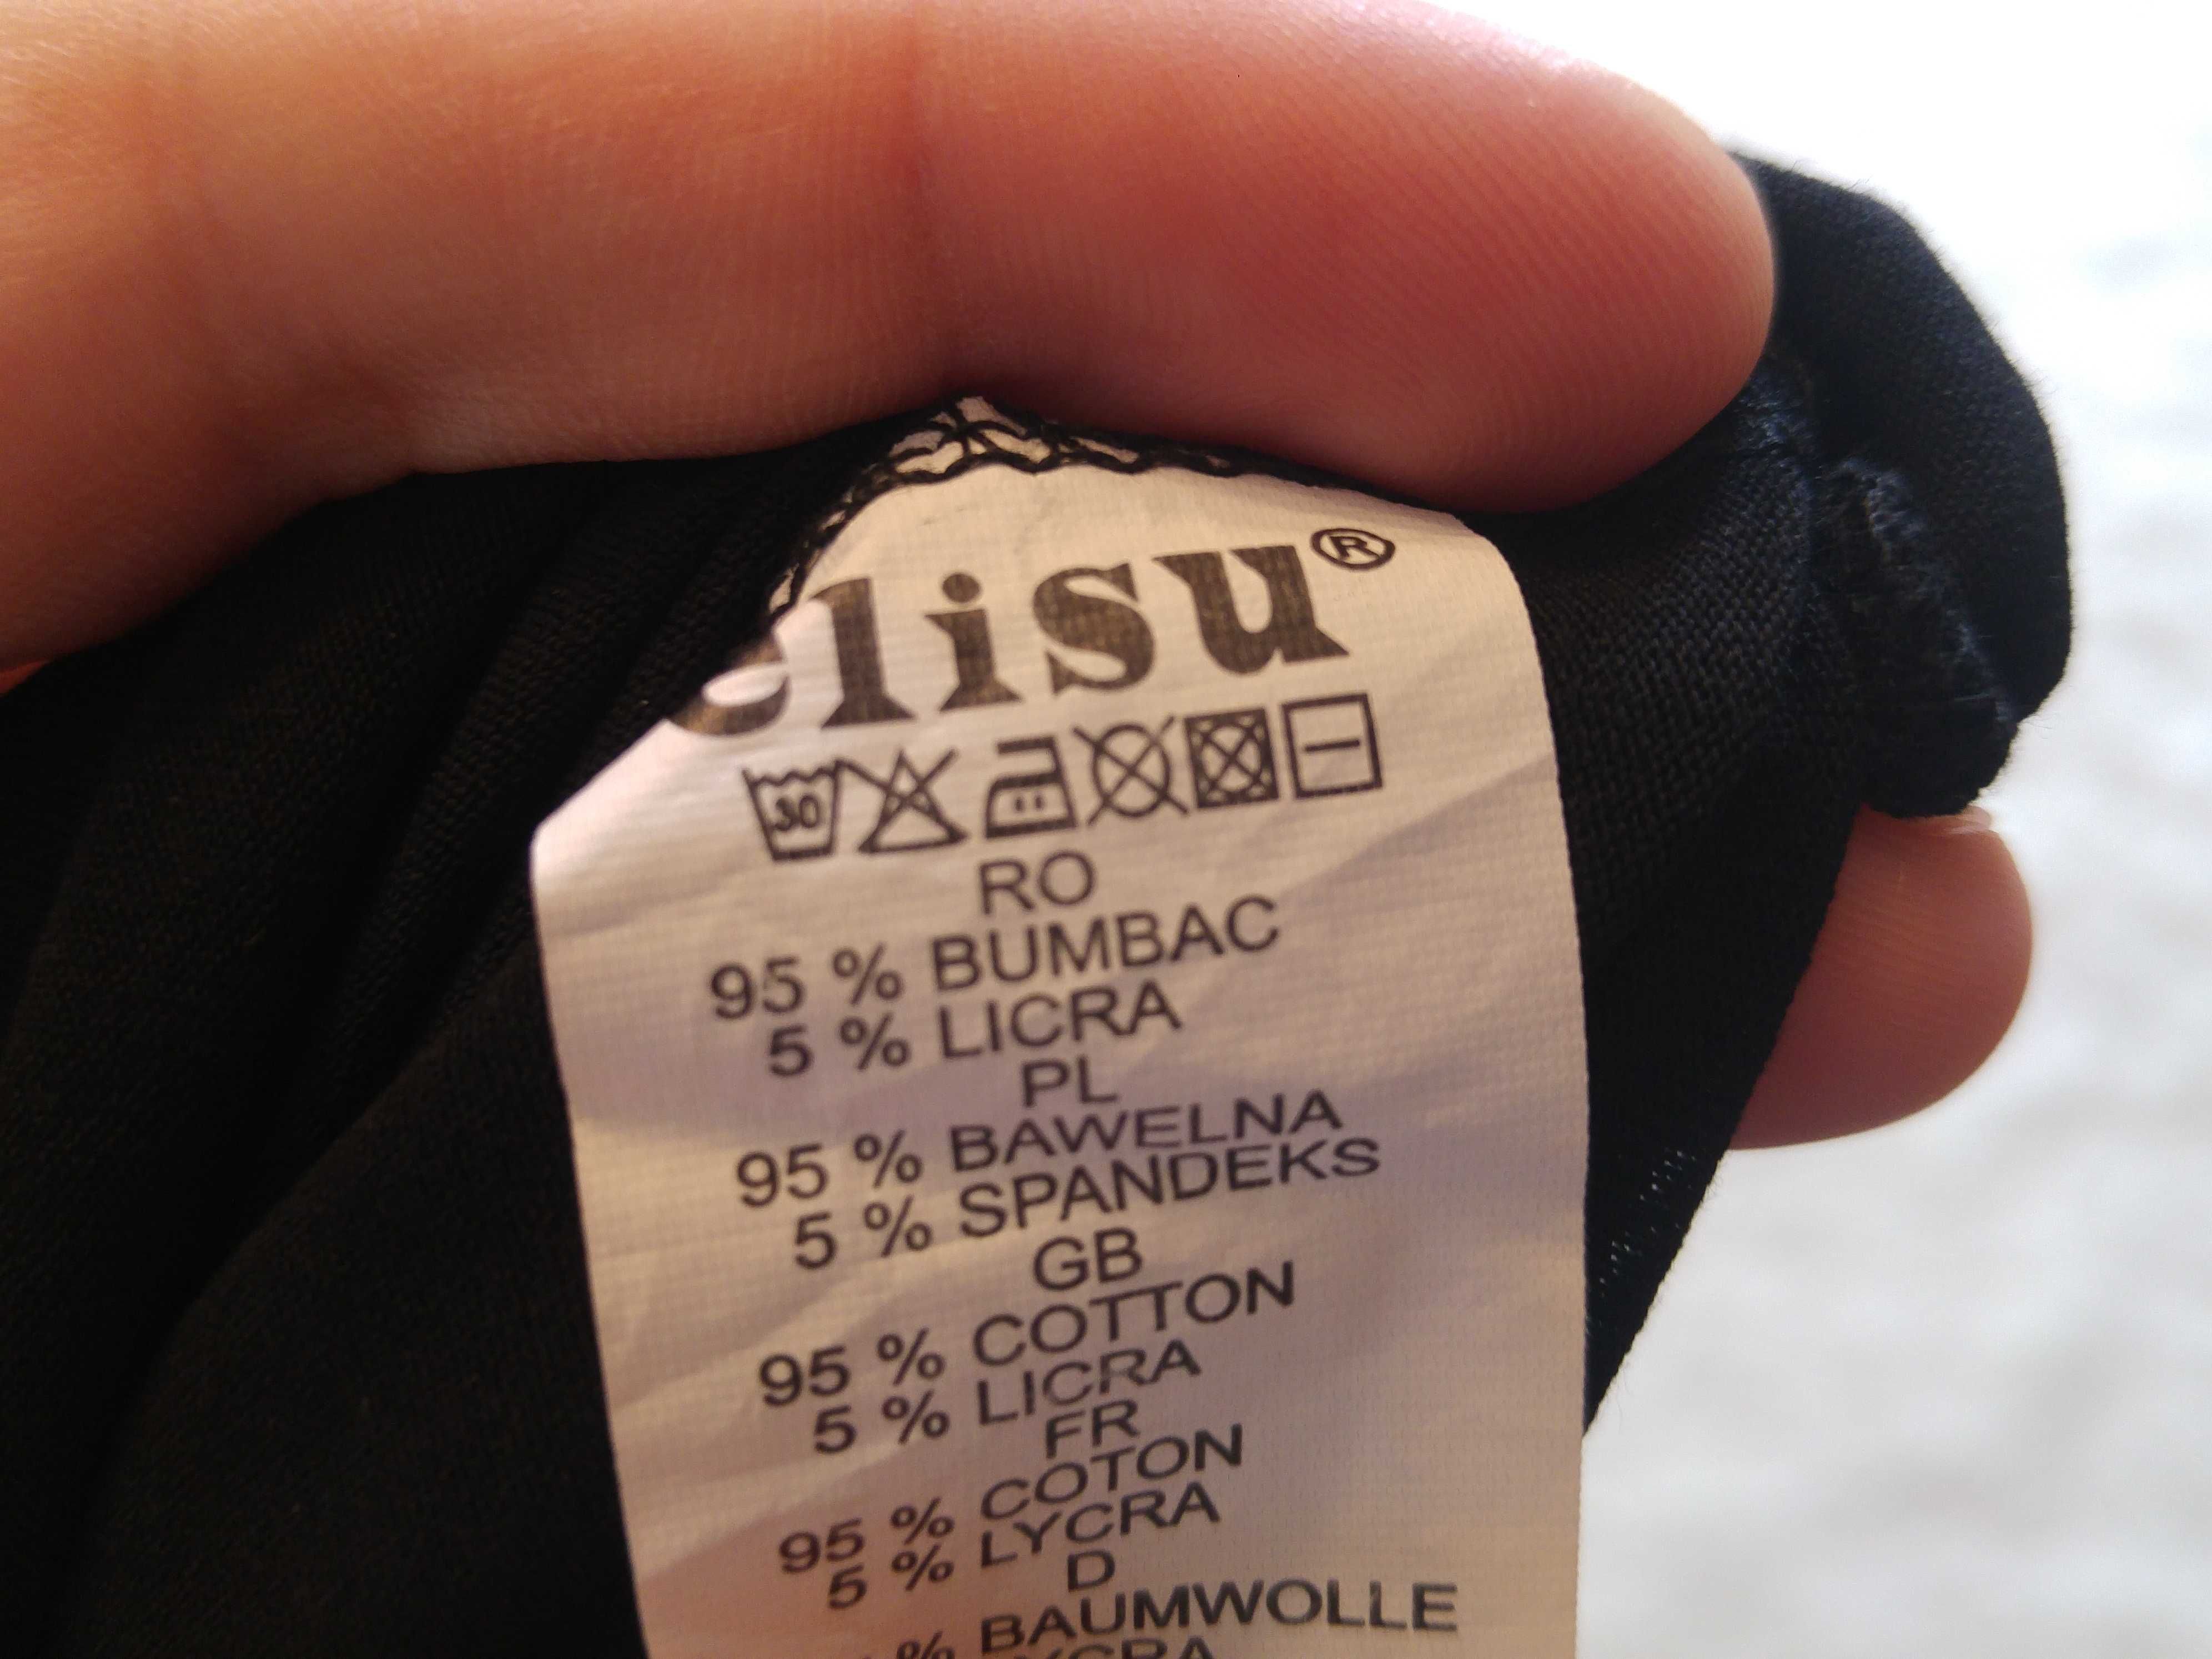 elisu®
30
RO
95 % BUMBAC
5 % LICRA
PL
95 % BAWELNA
5 % SPANDEKS
GB
95 % COTTON
5 % LICRA
FR
95 % COTON
5 % LYCRA
D
% BAUMWOLLE